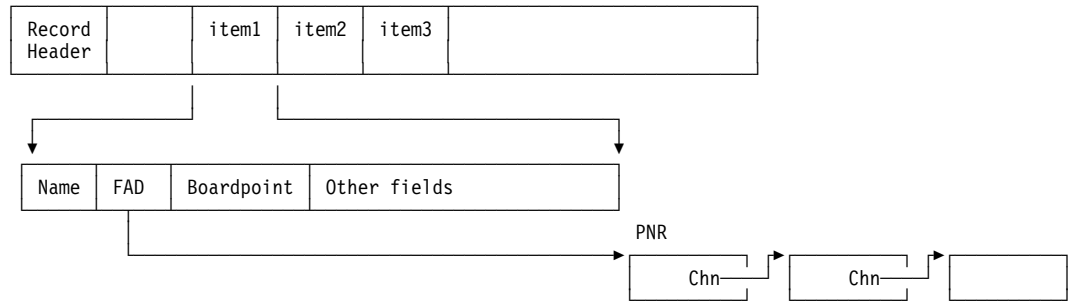 Record Header item1 item2 item3
Name FAD Boardpoint Other fields
PNR
Chn Chn